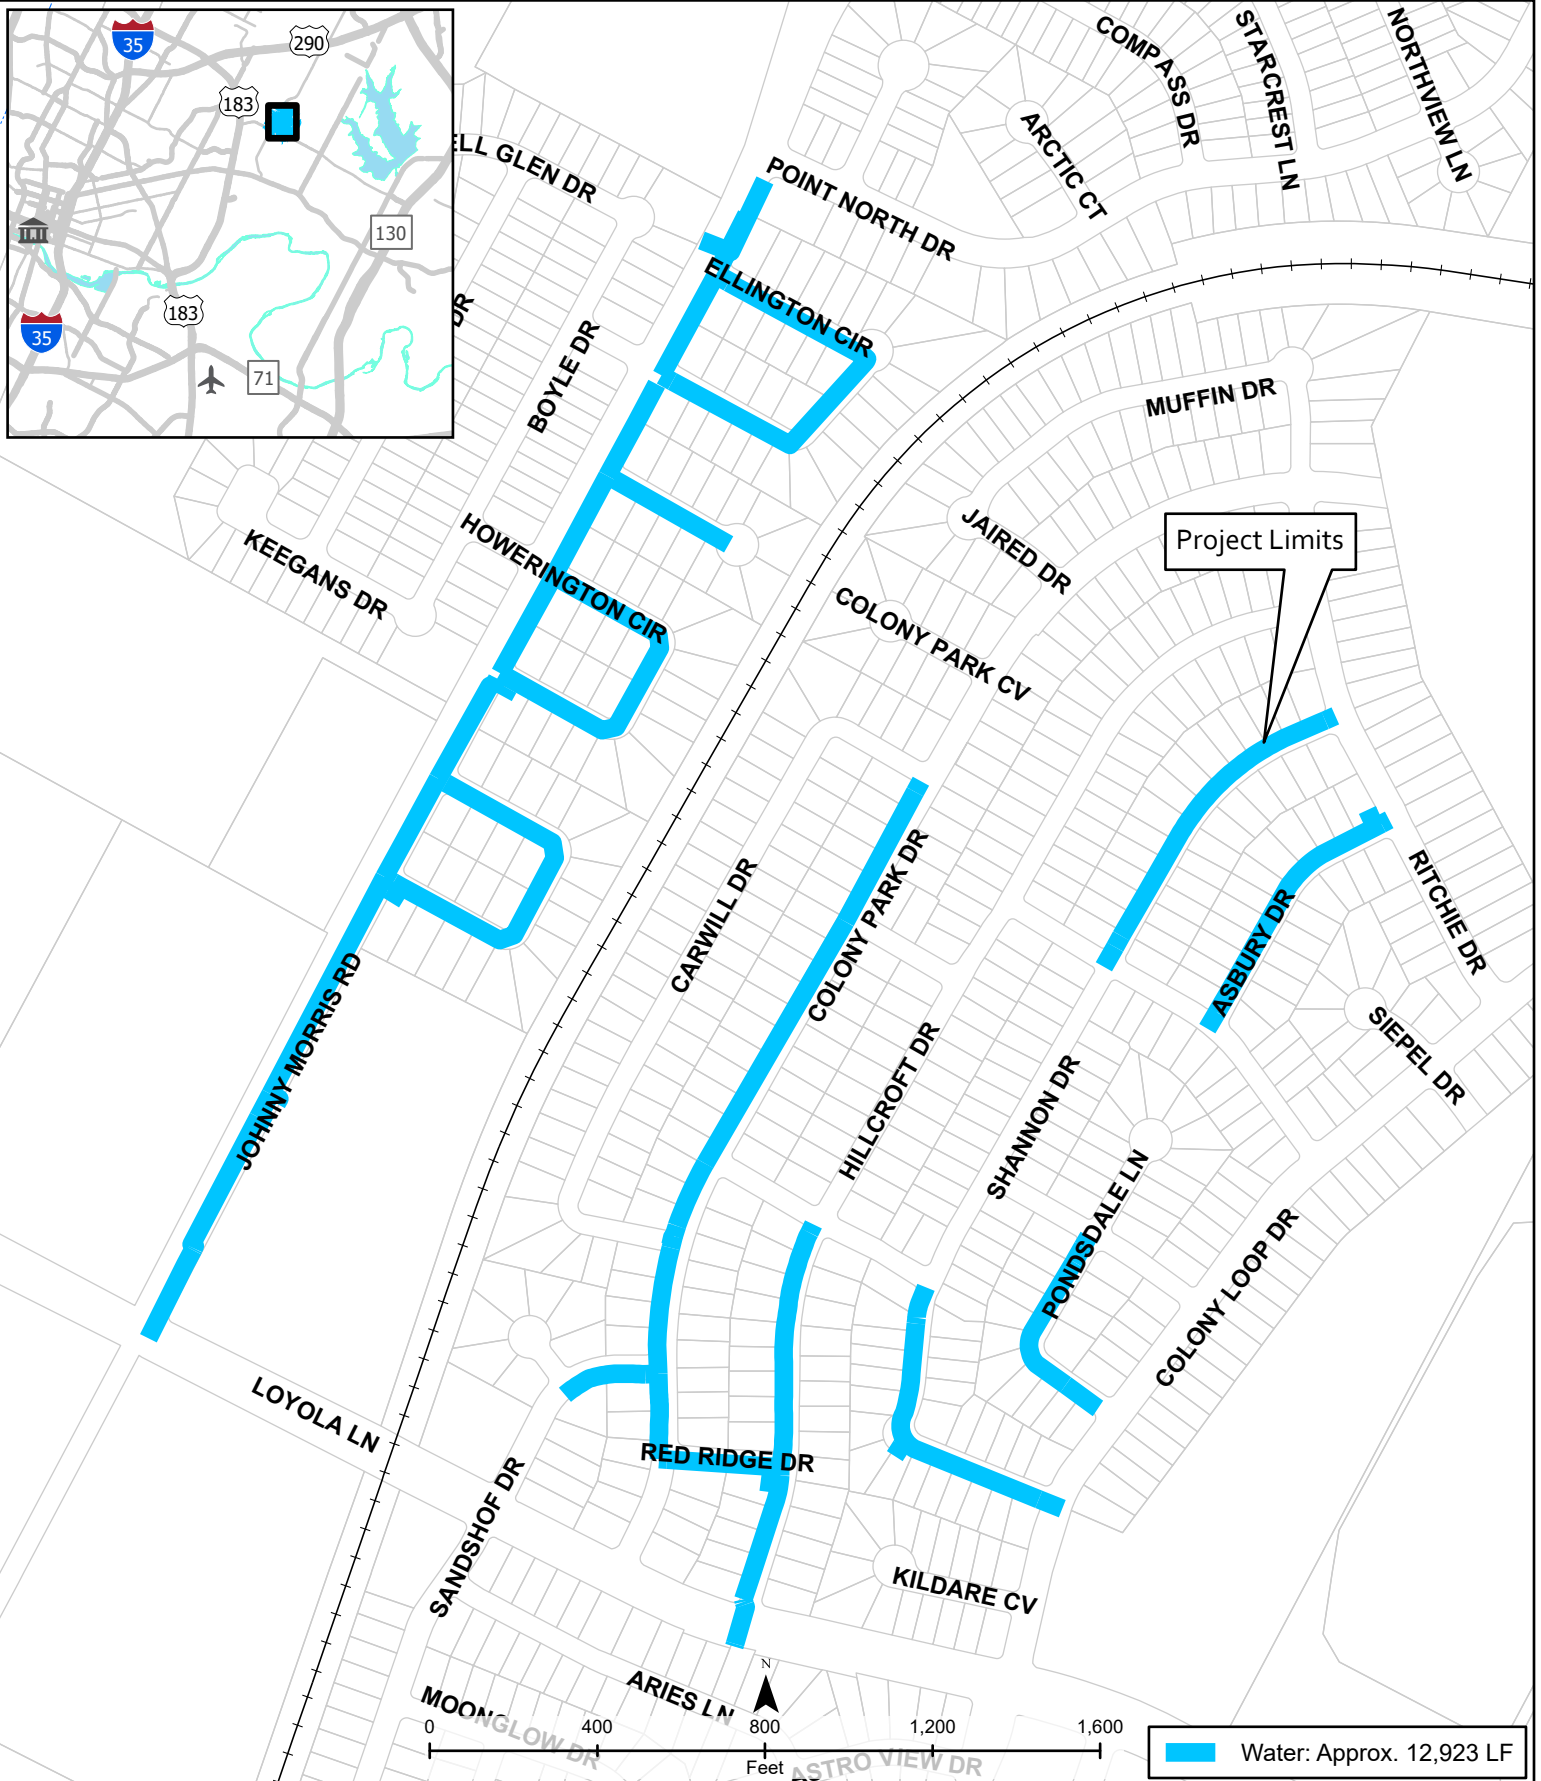 35
290
183
130
183
35
71
ELL GLEN DR
COMPASS DR
STARCREST LN
NORTHVIEW LN
ARCTIC CT
POINT NORTH DR
ELLINGTON CIR
DR
BOYLE DR
MUFFIN DR
HOWERINGTON CIR
KEEGANS DR
JAIRED DR
Project Limits
COLONY PARK CV
CARWILL DR
COLONY PARK DR
RITCHIE DR
ASBURY DR
JOHNNY MORRIS RD
SIEPEL DR
HILLCROFT DR
SHANNON DR
PONDSDALE LN
COLONY LOOP DR
LOYOLA LN
RED RIDGE DR
SANDSHOF DR
KILDARE CV
ARIES LN
MOONGLOW DR
ASTRO VIEW DR
N
0 400 800 1,200 1,600
Feet
Water: Approx. 12,923 LF